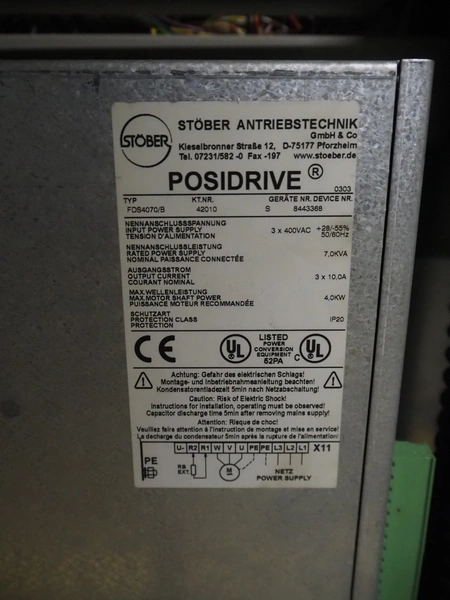 STÖBER
STÖBER ANTRIEBSTECHNIK
GmbH & Co
Kieselbronner Straße 12, D-75177 Pforzheim
Tel. 07231/582-0 Fax -197 www.stoeber.de
POSIDRIVE ®
0303
TYP KT.NR. GERÄTE NR. DEVICE NR.
FDS4070/B 42010 S 8443368
NENNANSCHLUSSSPANNUNG
INPUT POWER SUPPLY 3 x 400VAC +28/-55%
TENSION D'ALIMENTATION 50/60HZ
NENNANSCHLUSSLEISTUNG
RATED POWER SUPPLY 7,0KVA
NOMINAL PAISSANCE CONNECTÉE
AUSGANGSSTROM
OUTPUT CURRENT 3 x 10,0A
COURANT NOMINAL
MAX.WELLENLEISTUNG
MAX.MOTOR SHAFT POWER 4,0KW
PUISSANCE MOTEUR RECOMMANDÉE
SCHUTZART
PROTECTION CLASS IP20
PROTECTION
CE UL LISTED C UL
POWER
CONVERSION
EQUIPMENT
52PA
Achtung: Gefahr des elektrischen Schlags!
Montage- und Inbetriebnahmeanleitung beachten!
Kondensatorentladezeit 5min nach Netzabschaltung!
Caution: Risk of Elektric Shock!
Instructions for installation, operating must be observed!
Capacitor discharge time 5min after removing mains supply!
Attention: Risque de choc!
Veuillez faire attention à l'instruction de montage et mise en service!
La decharge du condensateur 5min après la rupture de l'alimentation!
U- R2 R1 W V U PE PE L3 L2 L1 X11
PE
RB
EXT.
M
NETZ
POWER SUPPLY